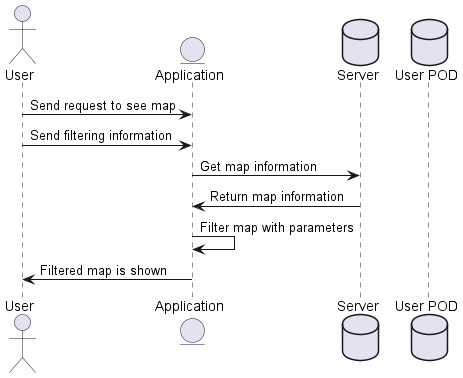 User
Application
Server
User POD
Send request to see map
Send filtering information
Get map information
Return map information
Filter map with parameters
Filtered map is shown
User
Application
Server
User POD